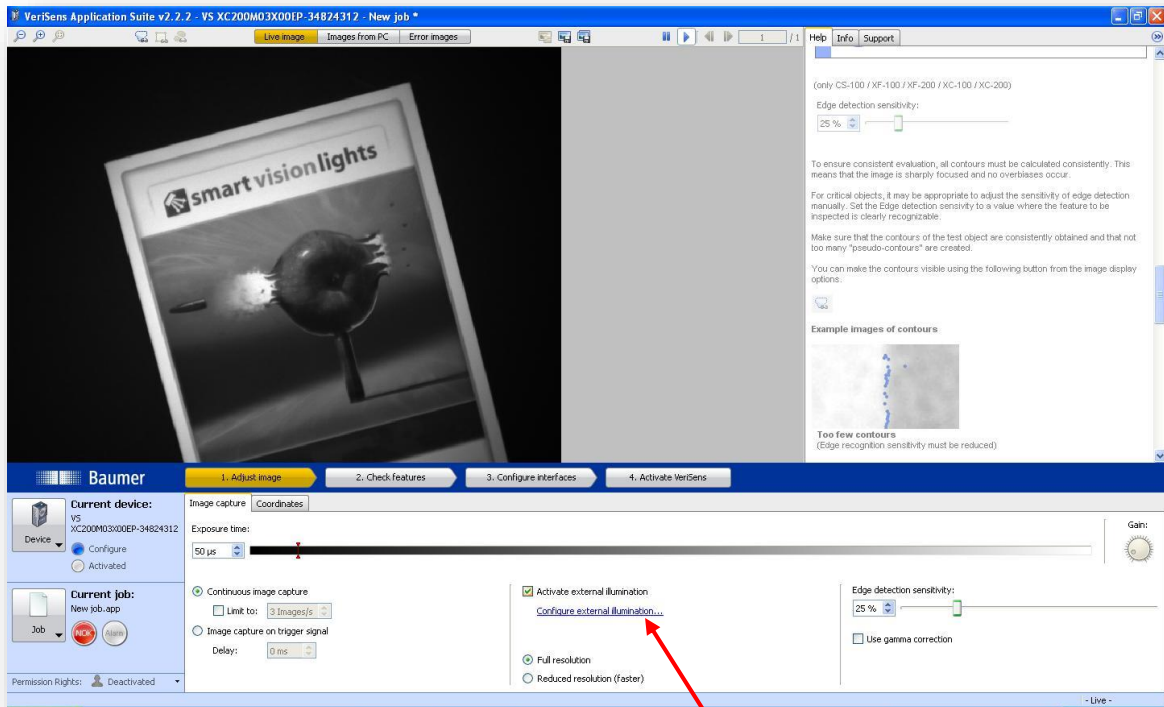 VeriSens Application Suite v2.2.2 - VS XC200M03X00EP-34824312 - New job *
Live image
Images from PC
Error images
1
/1
Help
Info
Support
(only CS-100 / XF-100 / XF-200 / XC-100 / XC-200)
Edge detection sensitivity:
25 %
To ensure consistent evaluation, all contours must be calculated consistently. This
means that the image is sharply focused and no overbiases occur.
For critical objects, it may be appropriate to adjust the sensitivity of edge detection
manually. Set the Edge detection sensivity to a value where the feature to be
inspected is clearly recognizable.
Make sure that the contours of the test object are consistently obtained and that not
too many "pseudo-contours" are created.
You can make the contours visible using the following button from the image display
options.
Example images of contours
Too few contours
(Edge recognition sensitivity must be reduced)
smart vision lights
Baumer
1. Adjust image
2. Check features
3. Configure interfaces
4. Activate VeriSens
Device
Current device:
VS
XC200M03X00EP-34824312
Configure
Activated
Job
Current job:
New job.app
NOK
Alarm
Permission Rights:
Deactivated
Image capture
Coordinates
Exposure time:
50 µs
Gain:
Continuous image capture
Limit to:
3 Images/s
Image capture on trigger signal
Delay:
0 ms
Activate external illumination
Configure external illumination...
Full resolution
Reduced resolution (faster)
Edge detection sensitivity:
25 %
Use gamma correction
- Live -